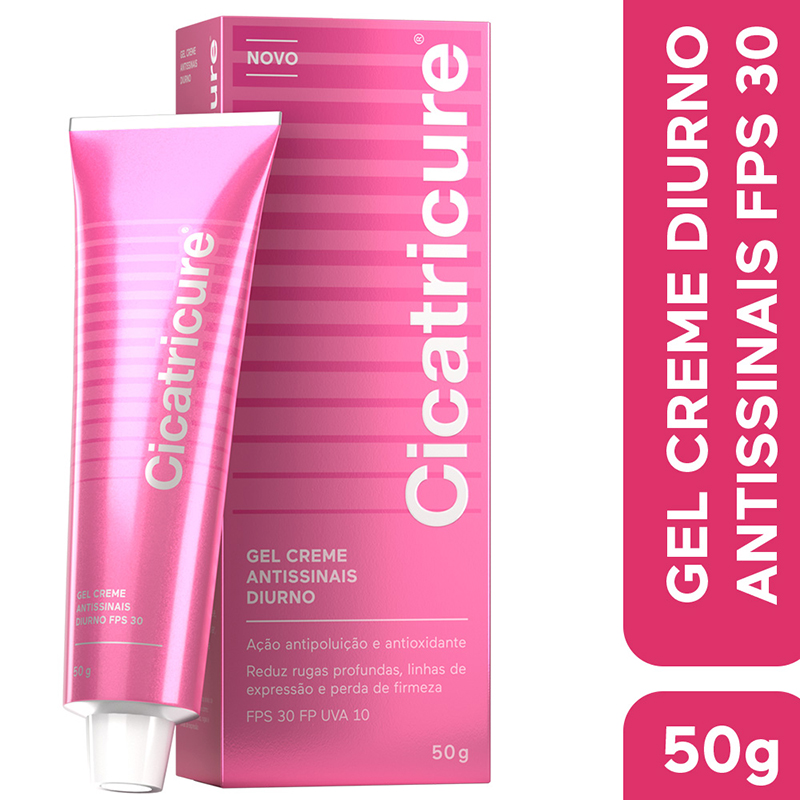 GEL CREME
ANTISSINAIS
DIURNO
NOVO
Cicatricure®
Cicatricure®
GEL CREME
ANTISSINAIS
DIURNO FPS 30
50g
GEL CREME
ANTISSINAIS
DIURNO
Ação antipoluição e antioxidante
Reduz rugas profundas, linhas de
expressão e perda de firmeza
FPS 30 FP UVA 10
50g
GEL CREME DIURNO
ANTISSINAIS FPS 30
50g